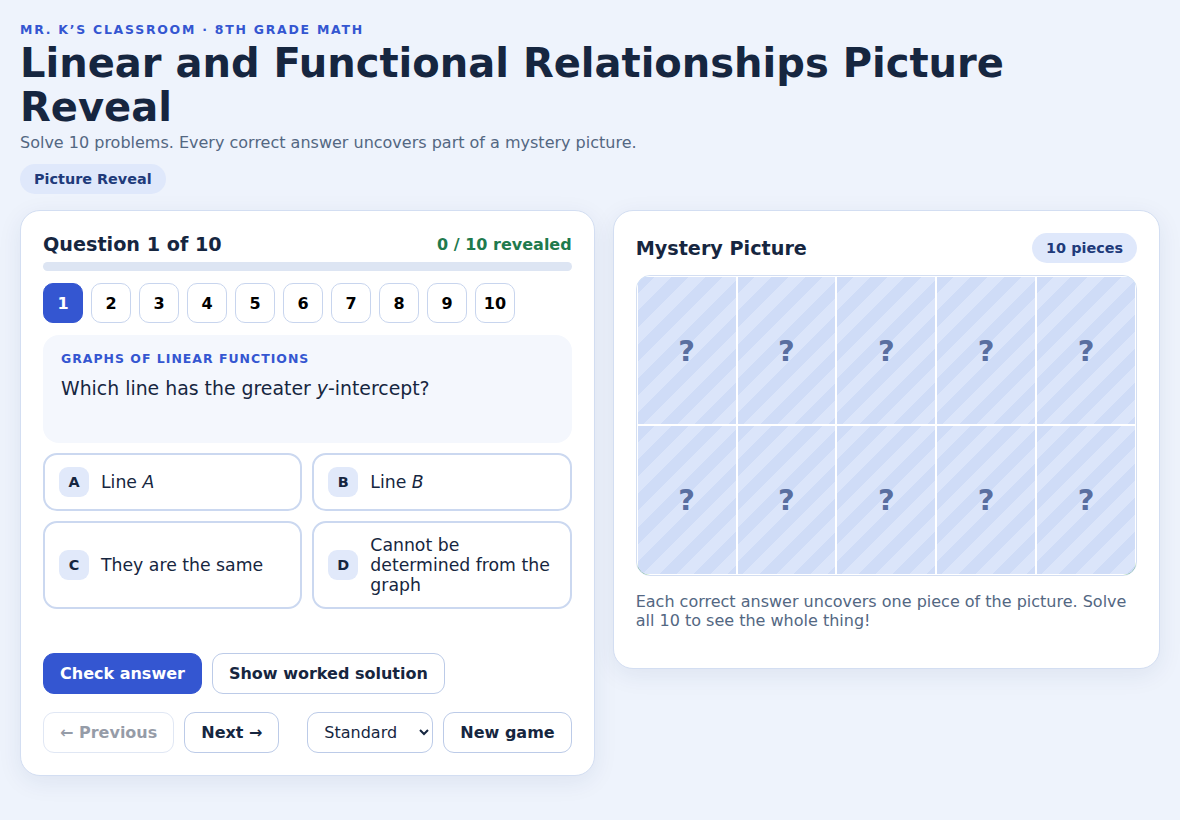 MR. K’S CLASSROOM · 8TH GRADE MATH
Linear and Functional Relationships Picture
Reveal
Solve 10 problems. Every correct answer uncovers part of a mystery picture.
Picture Reveal
Question 1 of 10
0 / 10 revealed
1 2 3 4 5 6 7 8 9 10
GRAPHS OF LINEAR FUNCTIONS
Which line has the greater y-intercept?
A Line A
B Line B
C They are the same
D Cannot be
determined from the
graph
Check answer
Show worked solution
← Previous
Next →
Standard
New game
Mystery Picture
10 pieces
? ? ? ? ?
? ? ? ? ?
Each correct answer uncovers one piece of the picture. Solve
all 10 to see the whole thing!